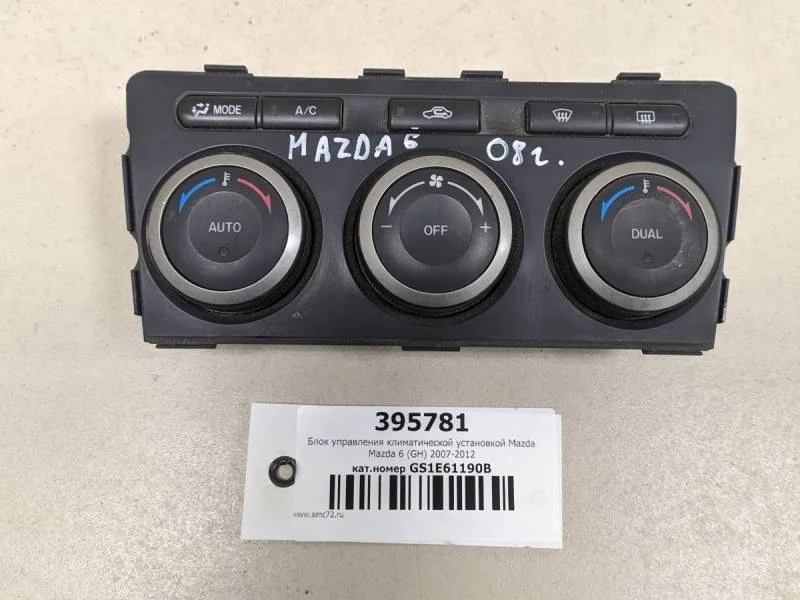 MODE A/C
MAZDA 6 08г.
AUTO - OFF + DUAL
395781
Блок управления климатической установкой Mazda
Mazda 6 (GH) 2007-2012
кат.номер GS1E61190B
www.amc72.ru